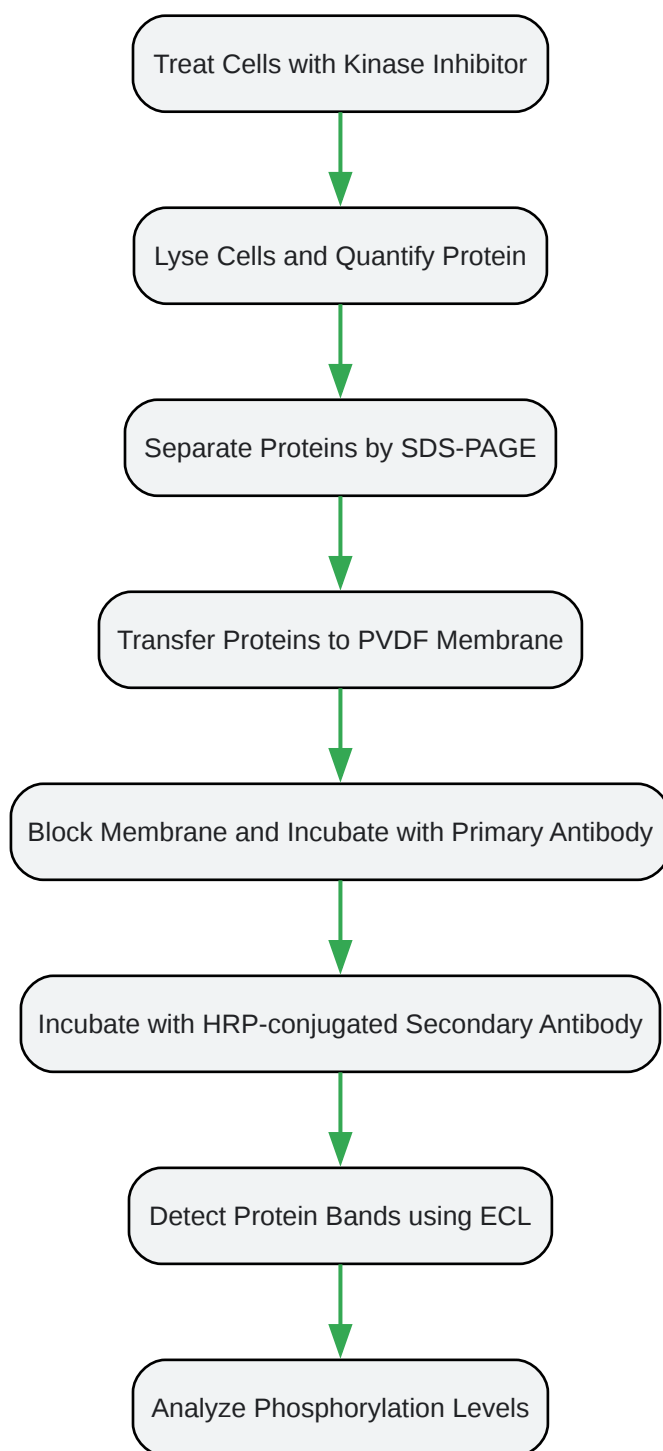 Treat Cells with Kinase Inhibitor
Lyse Cells and Quantify Protein
Separate Proteins by SDS-PAGE
Transfer Proteins to PVDF Membrane
Block Membrane and Incubate with Primary Antibody
Incubate with HRP-conjugated Secondary Antibody
Detect Protein Bands using ECL
Analyze Phosphorylation Levels